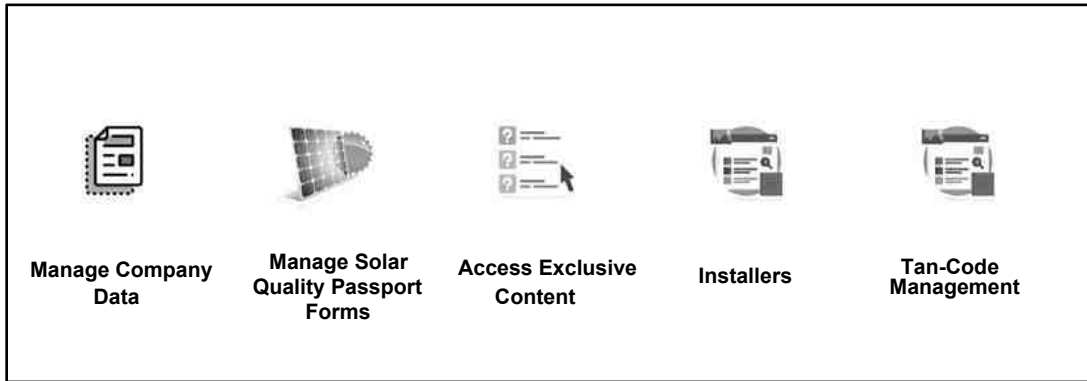 Manage Company
Data
Manage Solar
Quality Passport
Forms
Access Exclusive
Content
Installers
Tan-Code
Management